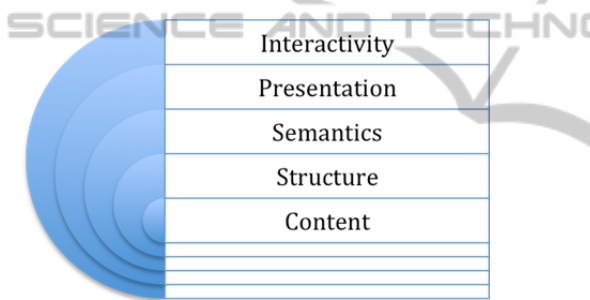 SCIENCE AND TECHNO
Interactivity
Presentation
Semantics
Structure
Content